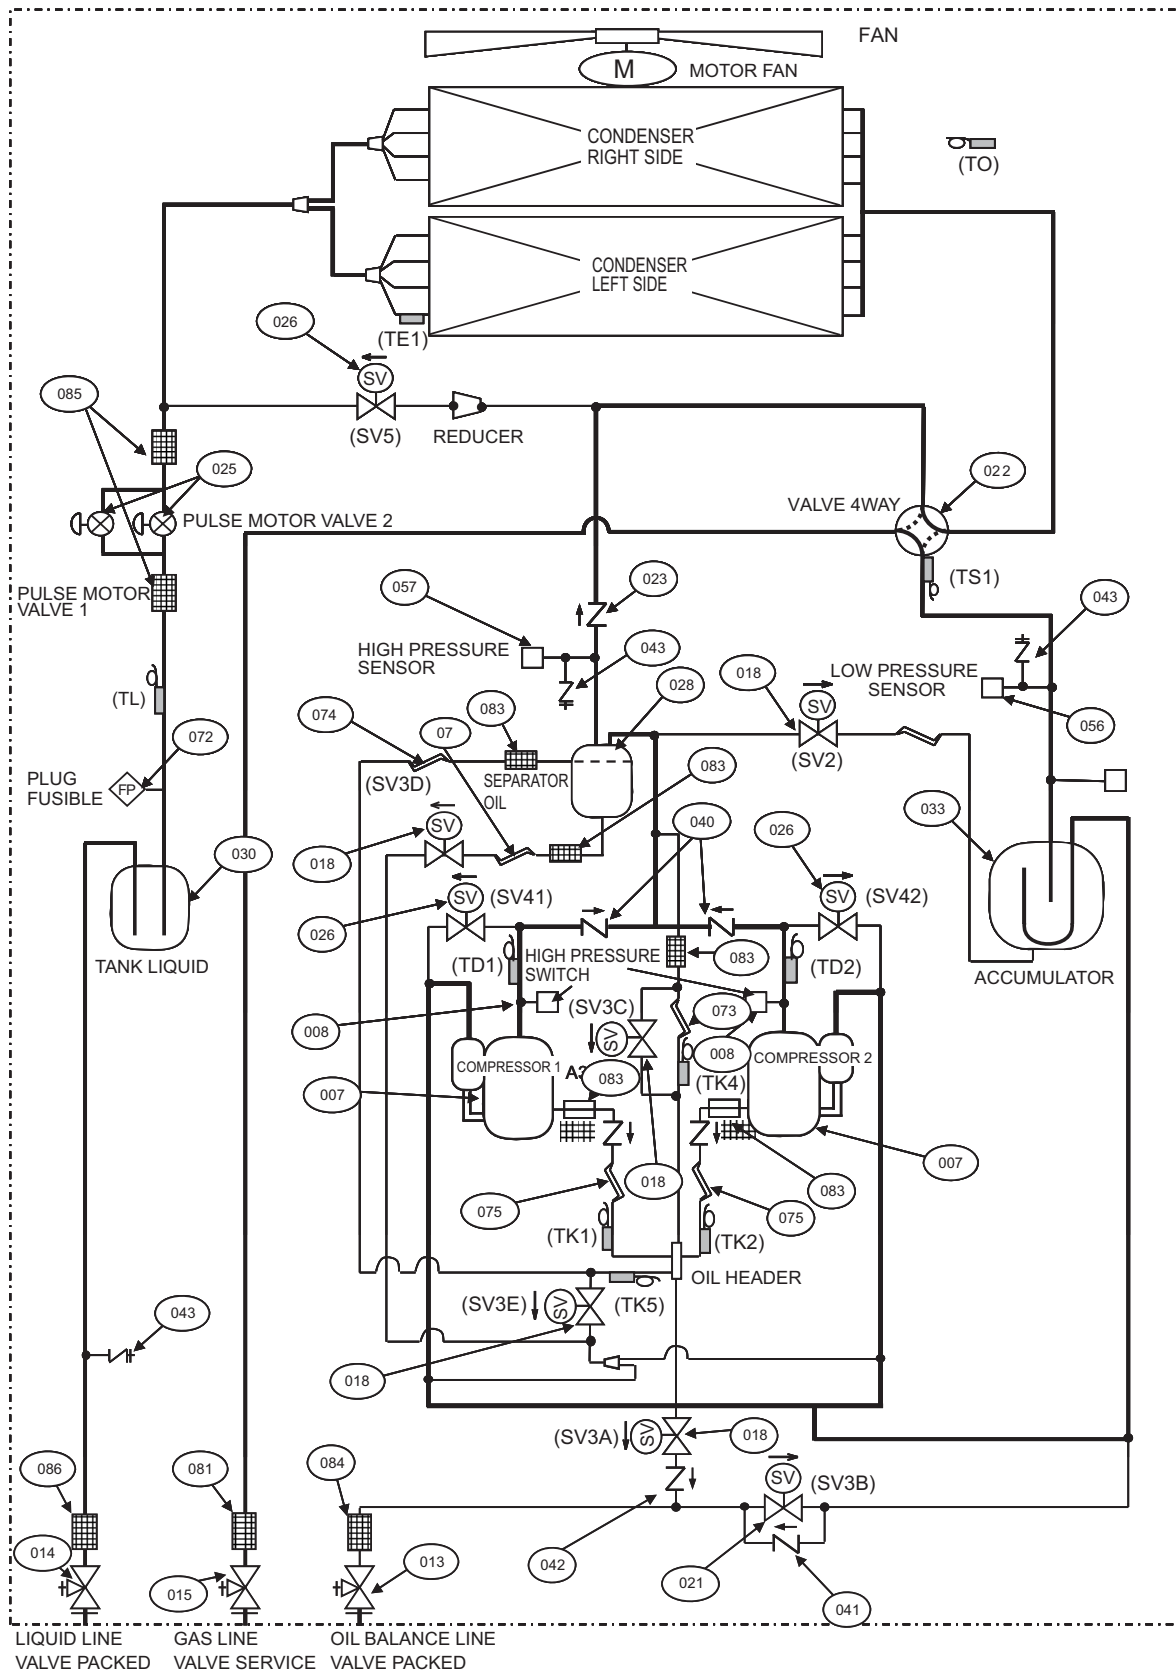 FAN
M
MOTOR FAN
CONDENSER
RIGHT SIDE
(TO)
CONDENSER
LEFT SIDE
026
(TE1)
SV
085
(SV5)
REDUCER
025
022
VALVE 4WAY
PULSE MOTOR VALVE 2
(TS1)
023
057
PULSE MOTOR
VALVE 1
043
HIGH PRESSURE
SENSOR
043
LOW PRESSURE
SENSOR
018
028
(TL)
074
07
083
SV
056
072
(SV2)
083
(SV3D)
SEPARATOR
OIL
PLUG
FUSIBLE
FP
SV
040
026
033
030
018
SV
(SV41)
SV
(SV42)
026
083
TANK LIQUID
(TD1)
HIGH PRESSURE
SWITCH
(TD2)
ACCUMULATOR
(SV3C)
073
008
SV
008
COMPRESSOR 1
A3
083
(TK4)
COMPRESSOR 2
007
007
018
083
075
075
(TK1)
(TK2)
OIL HEADER
(SV3E)
SV
(TK5)
043
018
(SV3A)
SV
018
086
081
084
SV
(SV3B)
014
042
013
015
021
041
LIQUID LINE
VALVE PACKED
GAS LINE
VALVE SERVICE
OIL BALANCE LINE
VALVE PACKED